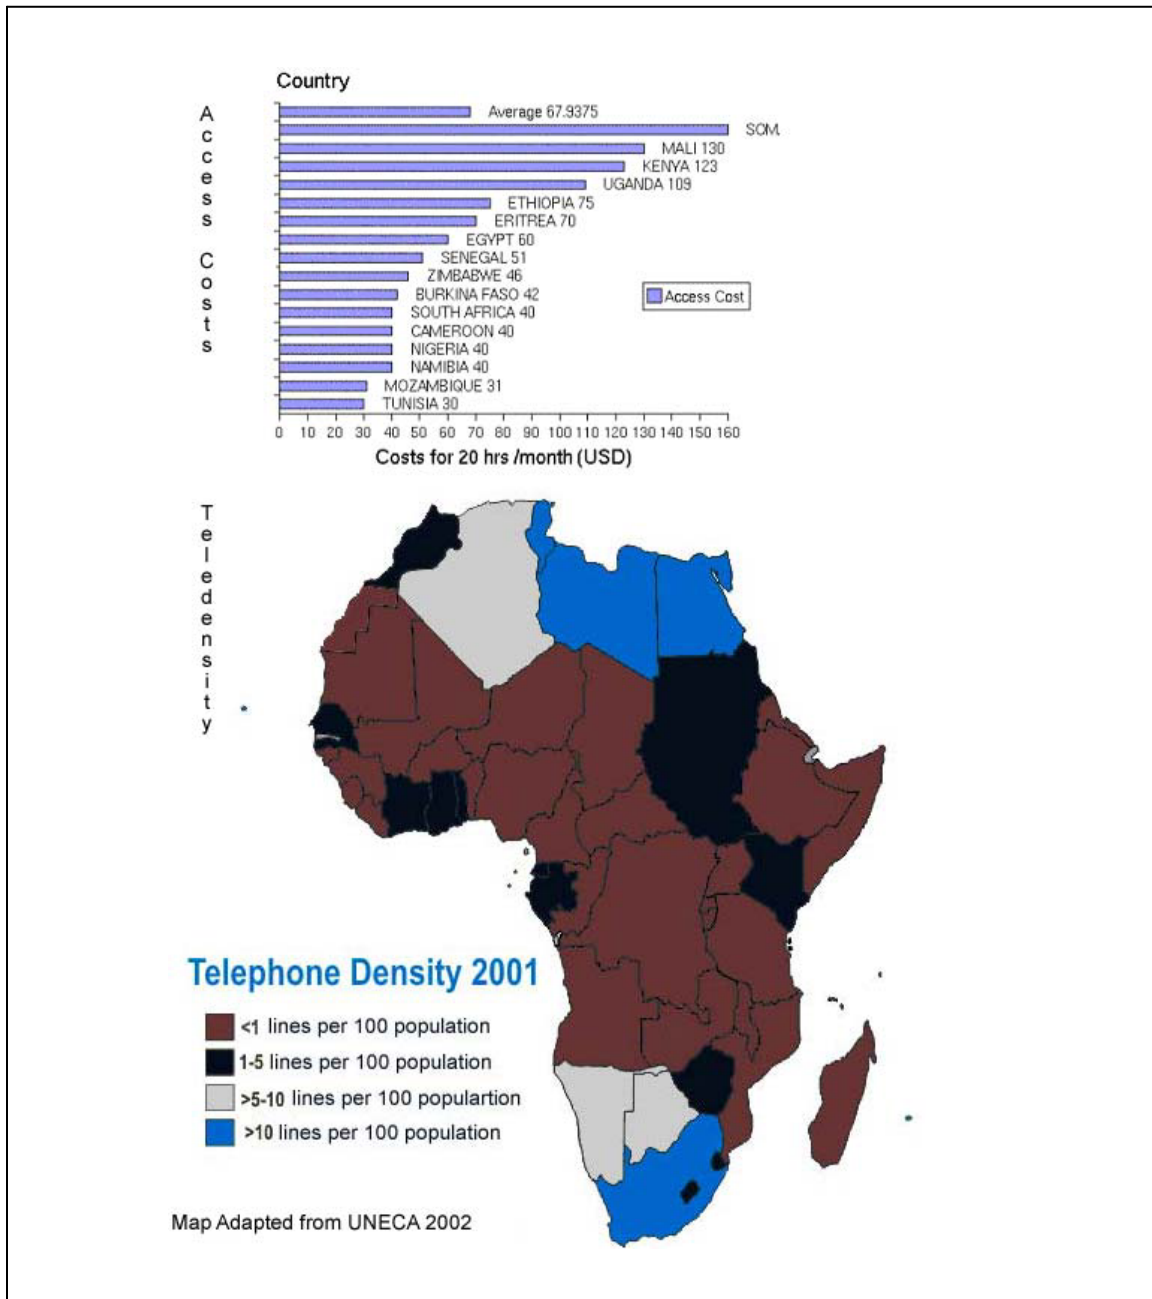 Country
Access Costs
Average 67.9375
SOM.
MALI 130
KENYA 123
UGANDA 109
ETHIOPIA 75
ERITREA 70
EGYPT 60
SENEGAL 51
ZIMBABWE 46
BURKINA FASO 42
Access Cost
SOUTH AFRICA 40
CAMEROON 40
NIGERIA 40
NAMIBIA 40
MOZAMBIQUE 31
TUNISIA 30
0 10 20 30 40 50 60 70 80 90 100 110 120 130 140 150 160
Costs for 20 hrs /month (USD)
Teledensity
Telephone Density 2001
<1 lines per 100 population
1-5 lines per 100 population
>5-10 lines per 100 populartion
>10 lines per 100 population
Map Adapted from UNECA 2002